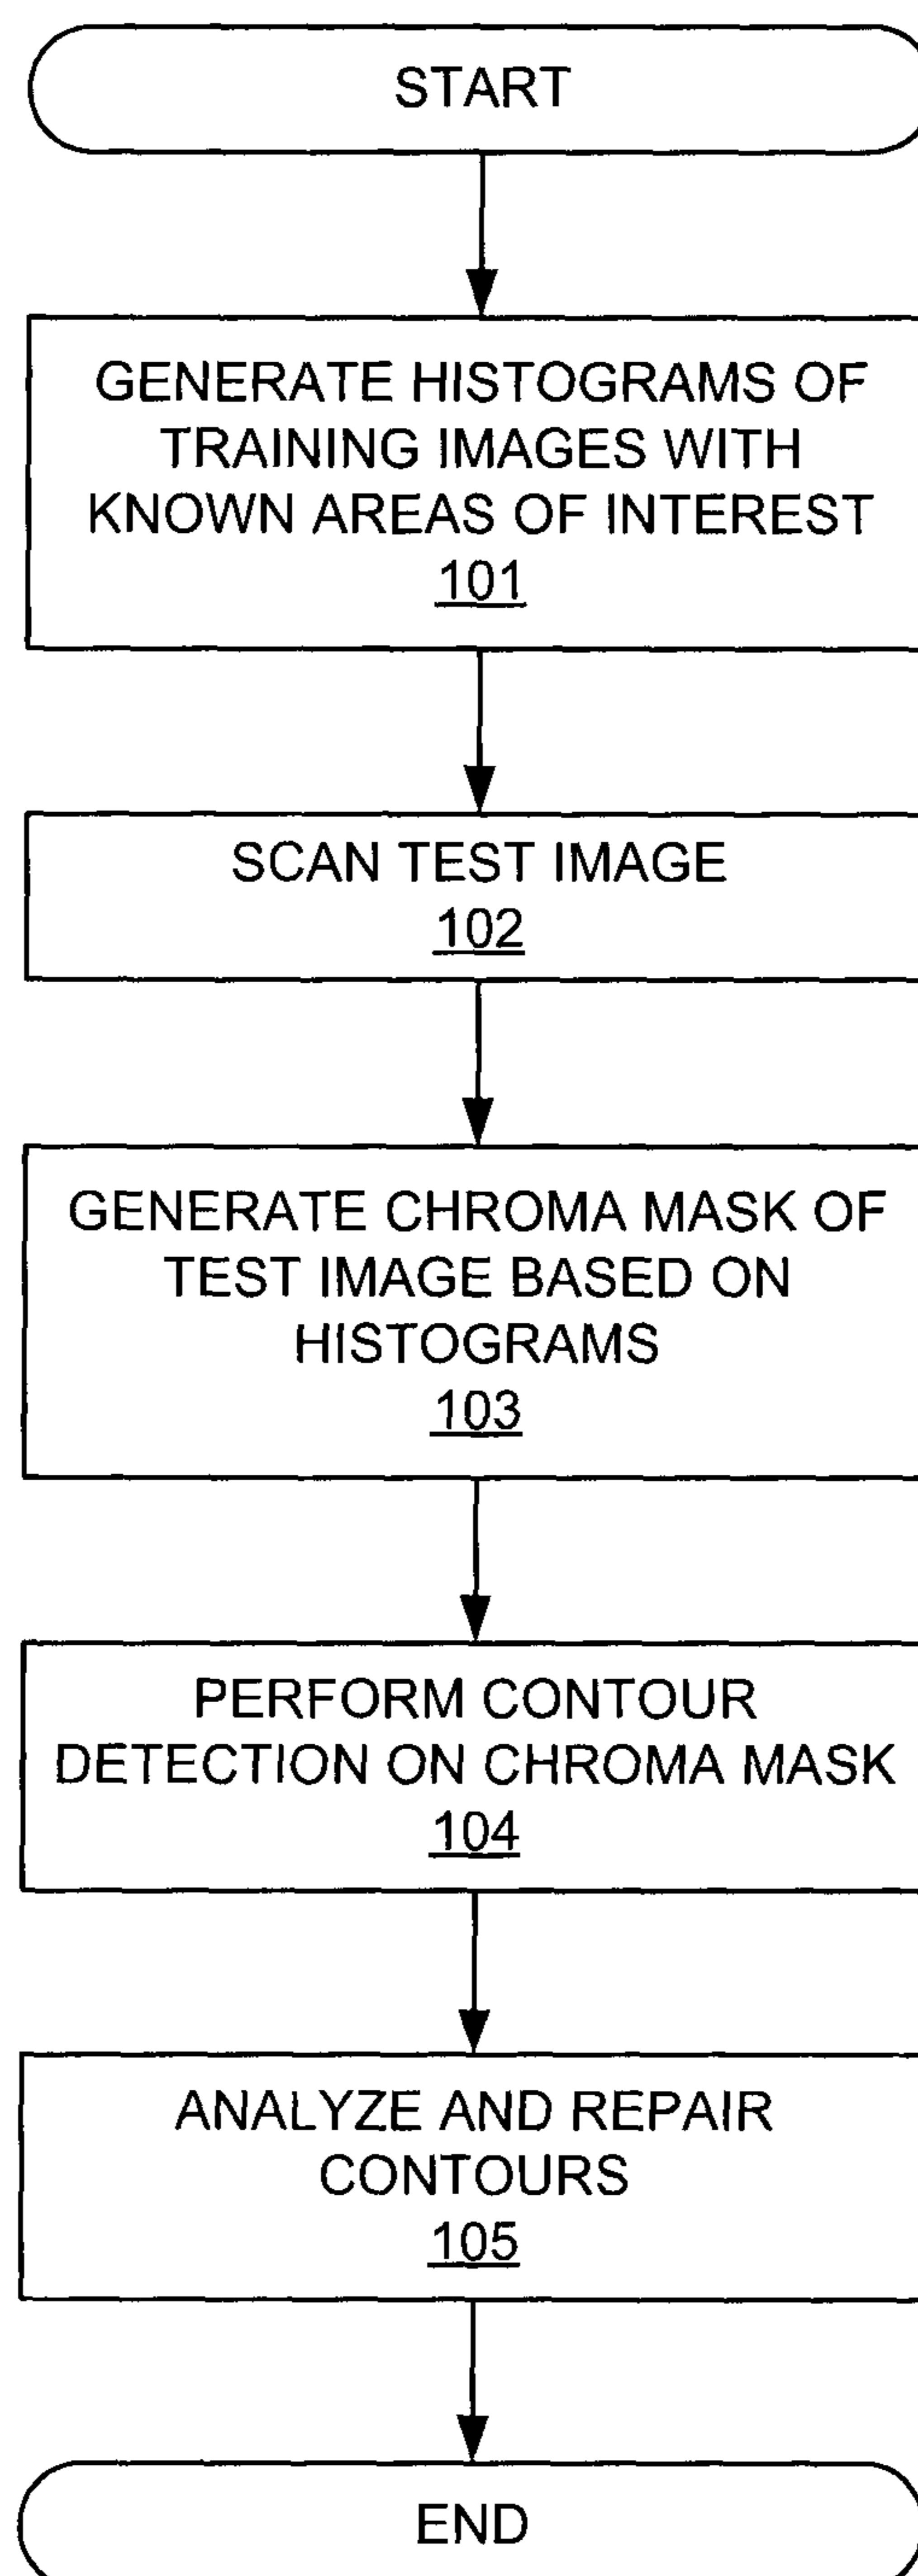 START
GENERATE HISTOGRAMS OF
TRAINING IMAGES WITH
KNOWN AREAS OF INTEREST
101
SCAN TEST IMAGE
102
GENERATE CHROMA MASK OF
TEST IMAGE BASED ON
HISTOGRAMS
103
PERFORM CONTOUR
DETECTION ON CHROMA MASK
104
ANALYZE AND REPAIR
CONTOURS
105
END